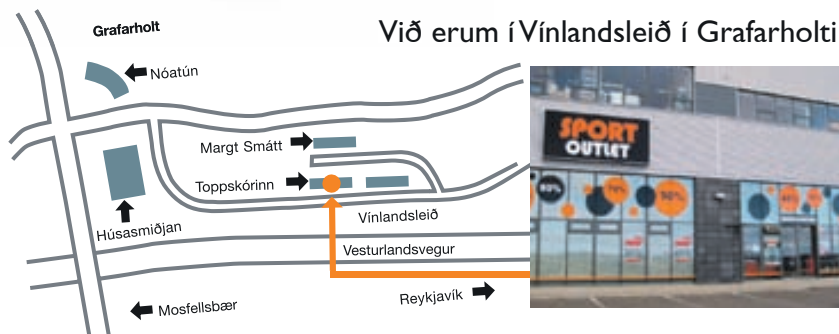 Grafarholt
Við erum í Vínlandsleið í Grafarholti
Nóatún
Margt Smátt
Toppskórinn
Húsasmiðjan
Vínlandsleið
Vesturlandsvegur
Mosfellsbær
Reykjavík
SPORT
OUTLET